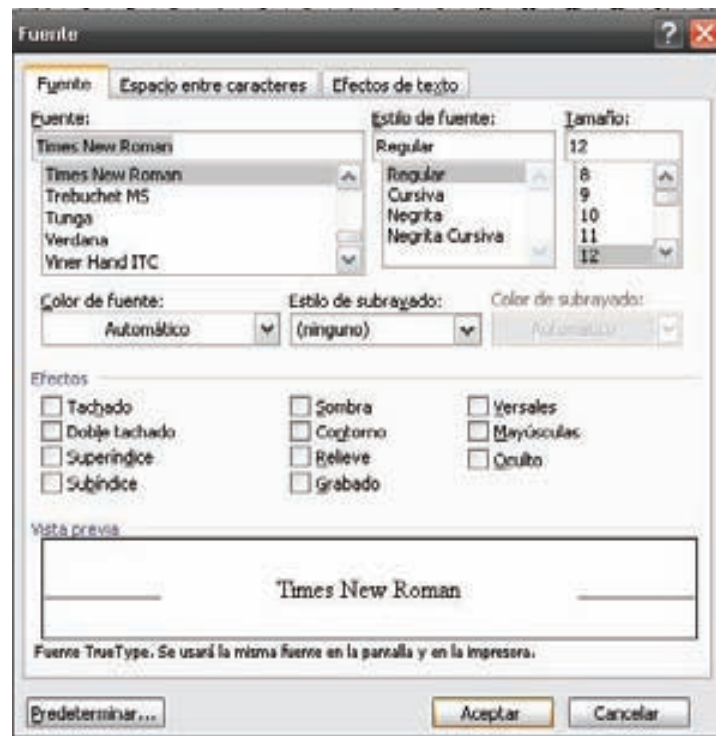 Fuente
Fuente Espacio entre caracteres Efectos de texto
Fuente: Estilo de fuente: Tamaño:
Times New Roman Regular 12
Times New Roman Regular 8
Trebuchet MS Cursiva 9
Tunga Negrita 10
Verdana Negrita Cursiva 11
Viner Hand ITC 12
Color de fuente: Estilo de subrayado: Color de subrayado:
Automático (ninguno) Automático
Efectos
Tachado Sombra Versales
Doble tachado Contorno Mayúsculas
Superíndice Relieve Oculto
Subíndice Grabado
Vista previa
Times New Roman
Fuente TrueType. Se usará la misma fuente en la pantalla y en la impresora.
Predeterminar... Aceptar Cancelar